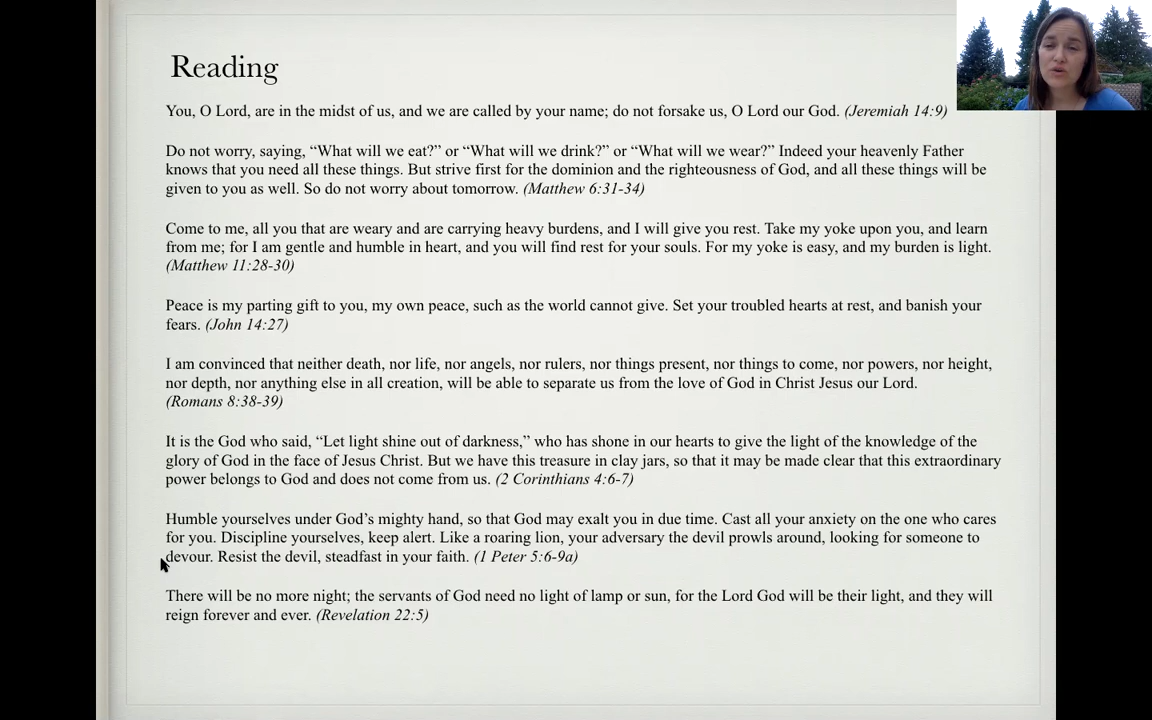 Reading
You, O Lord, are in the midst of us, and we are called by your name; do not forsake us, O Lord our God. (Jeremiah 14:9)
Do not worry, saying, “What will we eat?” or “What will we drink?” or “What will we wear?” Indeed your heavenly Father
knows that you need all these things. But strive first for the dominion and the righteousness of God, and all these things will be
given to you as well. So do not worry about tomorrow. (Matthew 6:31-34)
Come to me, all you that are weary and are carrying heavy burdens, and I will give you rest. Take my yoke upon you, and learn
from me; for I am gentle and humble in heart, and you will find rest for your souls. For my yoke is easy, and my burden is light.
(Matthew 11:28-30)
Peace is my parting gift to you, my own peace, such as the world cannot give. Set your troubled hearts at rest, and banish your
fears. (John 14:27)
I am convinced that neither death, nor life, nor angels, nor rulers, nor things present, nor things to come, nor powers, nor height,
nor depth, nor anything else in all creation, will be able to separate us from the love of God in Christ Jesus our Lord.
(Romans 8:38-39)
It is the God who said, “Let light shine out of darkness,” who has shone in our hearts to give the light of the knowledge of the
glory of God in the face of Jesus Christ. But we have this treasure in clay jars, so that it may be made clear that this extraordinary
power belongs to God and does not come from us. (2 Corinthians 4:6-7)
Humble yourselves under God’s mighty hand, so that God may exalt you in due time. Cast all your anxiety on the one who cares
for you. Discipline yourselves, keep alert. Like a roaring lion, your adversary the devil prowls around, looking for someone to
devour. Resist the devil, steadfast in your faith. (1 Peter 5:6-9a)
There will be no more night; the servants of God need no light of lamp or sun, for the Lord God will be their light, and they will
reign forever and ever. (Revelation 22:5)